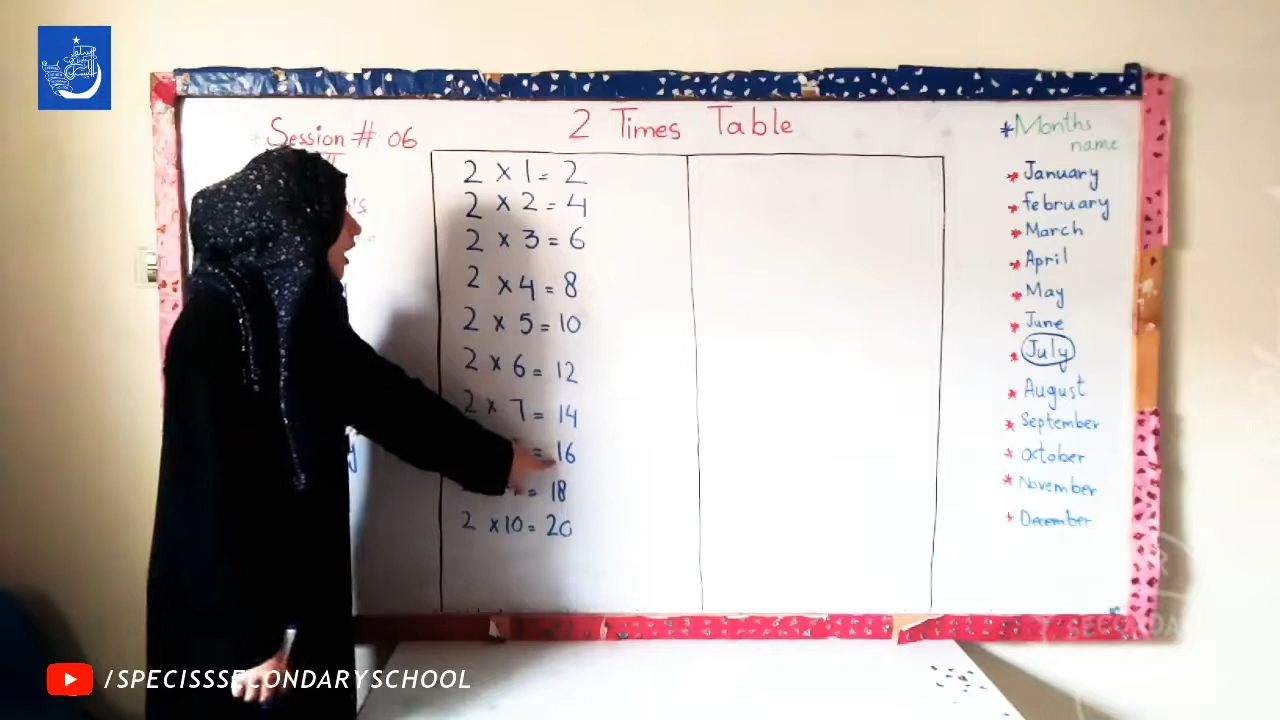 Session # 06
2 Times Table
2 x 1 = 2
2 x 2 = 4
2 x 3 = 6
2 x 4 = 8
2 x 5 = 10
2 x 6 = 12
2 x 7 = 14
= 16
= 18
2 x 10 = 20
* Months
name
* January
* february
* March
* April
* May
* June
* July
* August
* September
* October
* November
* December
/SPECISSSECONDARYSCHOOL